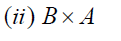 (ii) B × A